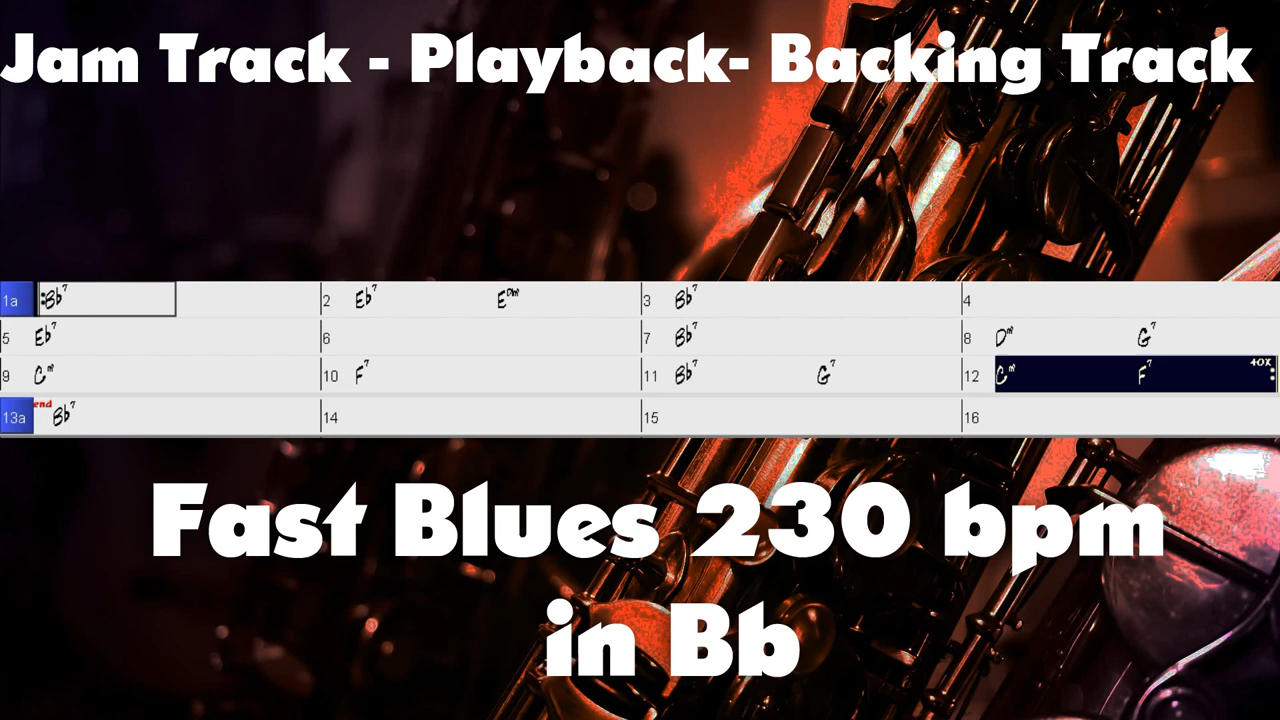 Jam Track - Playback- Backing Track
1a Bb7 2 Eb7 Edim 3 Bb7 4
5 Eb7 6 7 Bb7 8 Dm G7
9 Cm 10 F7 11 Bb7 G7 12 Cm F7 40x
13a end Bb7 14 15 16
Fast Blues 230 bpm
in Bb